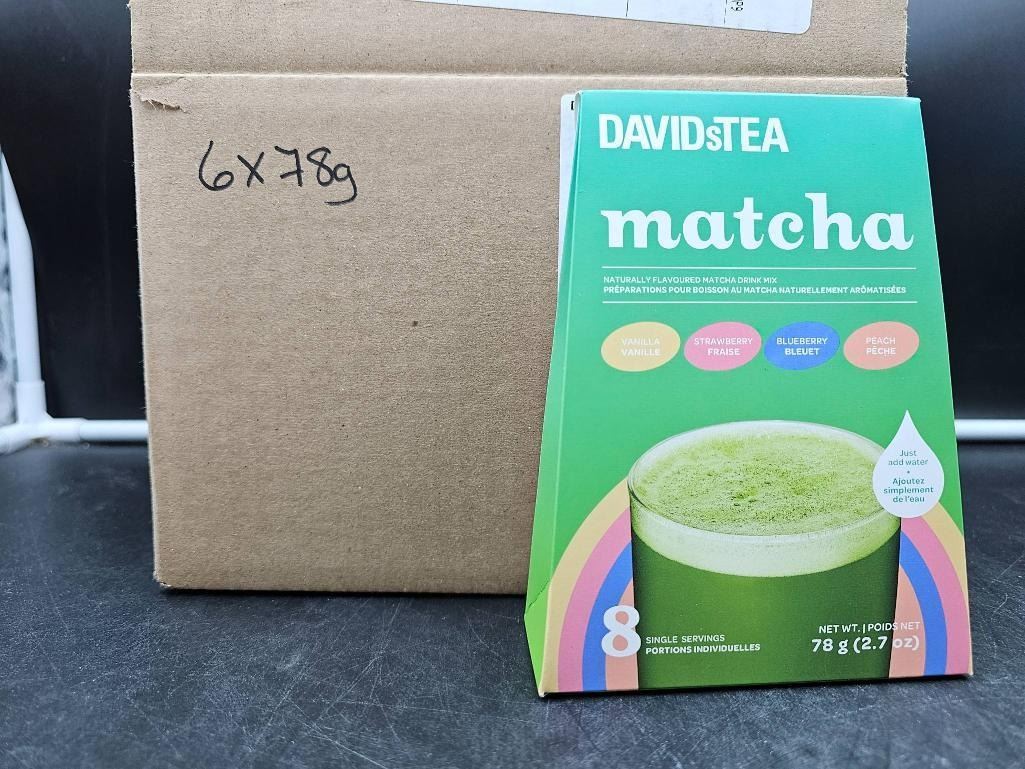 6X78g
DAVIDsTEA
matcha
NATURALLY FLAVOURED MATCHA DRINK MIX
PRÉPARATIONS POUR BOISSON AU MATCHA NATURELLEMENT ARÔMATISÉES
VANILLA
VANILLE
STRAWBERRY
FRAISE
BLUEBERRY
BLEUET
PEACH
PÊCHE
Just
add water
•
Ajoutez
simplement
de l'eau
8 SINGLE SERVINGS
PORTIONS INDIVIDUELLES
NET WT. | POIDS NET
78 g (2.7 oz)